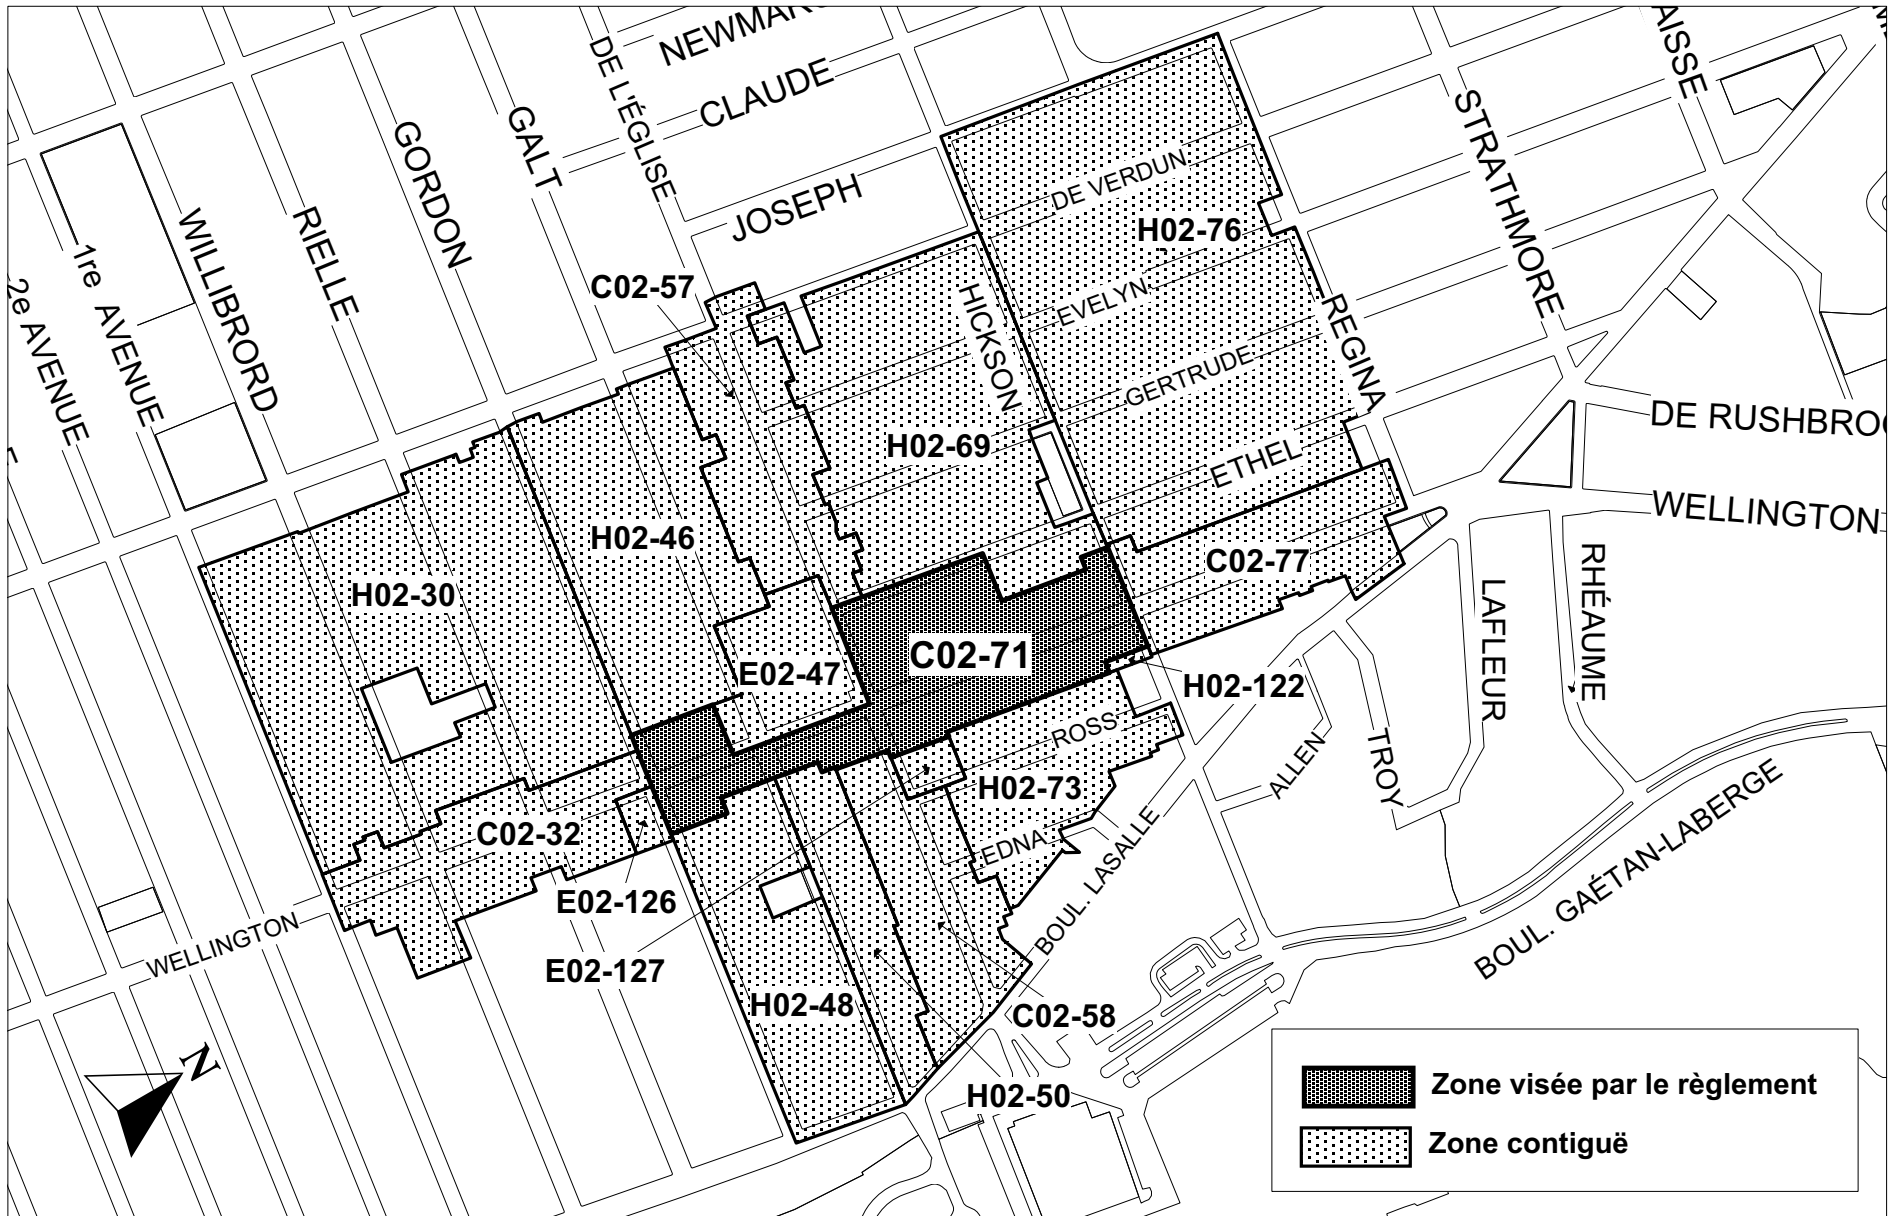 NEWMAR
CLAUDE
DE L'ÉGLISE
GALT
GORDON
RIELLE
WILLIBRORD
1re AVENUE
2e AVENUE
JOSEPH
AISSE
STRATHMORE
DE VERDUN
H02-76
EVELYN
REGINA
GERTRUDE
HICKSON
C02-57
H02-69
ETHEL
DE RUSHBROO
WELLINGTON
H02-46
H02-30
C02-77
RHÉAUME
LAFLEUR
C02-71
E02-47
H02-122
ROSS
TROY
ALLEN
H02-73
C02-32
EDNA
BOUL. LASALLE
BOUL. GAÉTAN-LABERGE
E02-126
WELLINGTON
E02-127
H02-48
C02-58
H02-50
N
Zone visée par le règlement
Zone contiguë